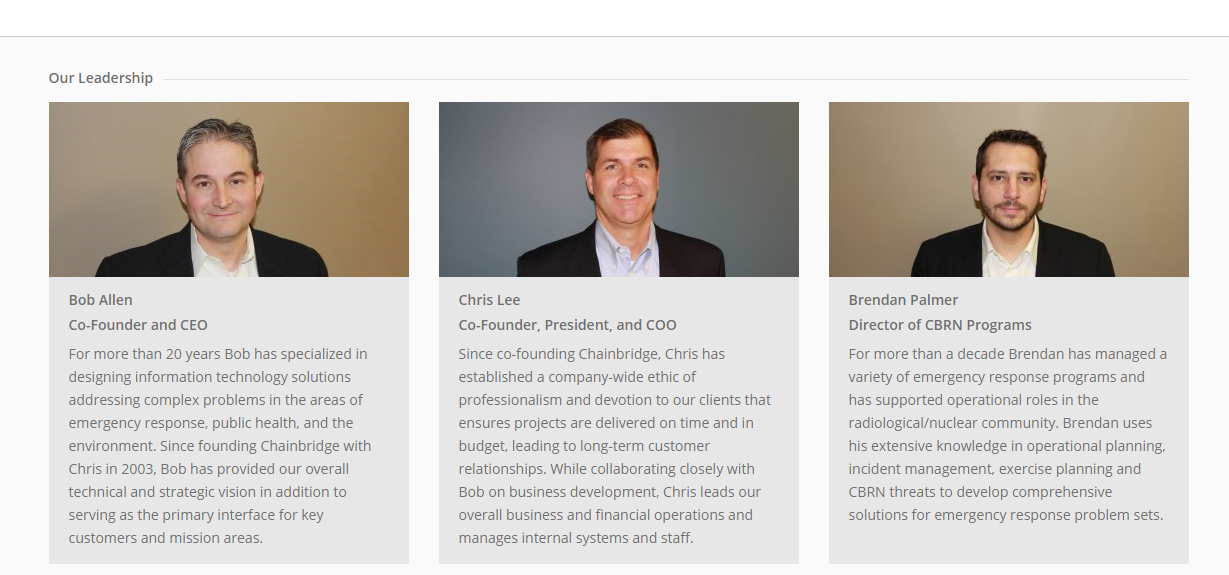 Our Leadership
Bob Allen
Co-Founder and CEO
For more than 20 years Bob has specialized in
designing information technology solutions
addressing complex problems in the areas of
emergency response, public health, and the
environment. Since founding Chainbridge with
Chris in 2003, Bob has provided our overall
technical and strategic vision in addition to
serving as the primary interface for key
customers and mission areas.
Chris Lee
Co-Founder, President, and COO
Since co-founding Chainbridge, Chris has
established a company-wide ethic of
professionalism and devotion to our clients that
ensures projects are delivered on time and in
budget, leading to long-term customer
relationships. While collaborating closely with
Bob on business development, Chris leads our
overall business and financial operations and
manages internal systems and staff.
Brendan Palmer
Director of CBRN Programs
For more than a decade Brendan has managed a
variety of emergency response programs and
has supported operational roles in the
radiological/nuclear community. Brendan uses
his extensive knowledge in operational planning,
incident management, exercise planning and
CBRN threats to develop comprehensive
solutions for emergency response problem sets.